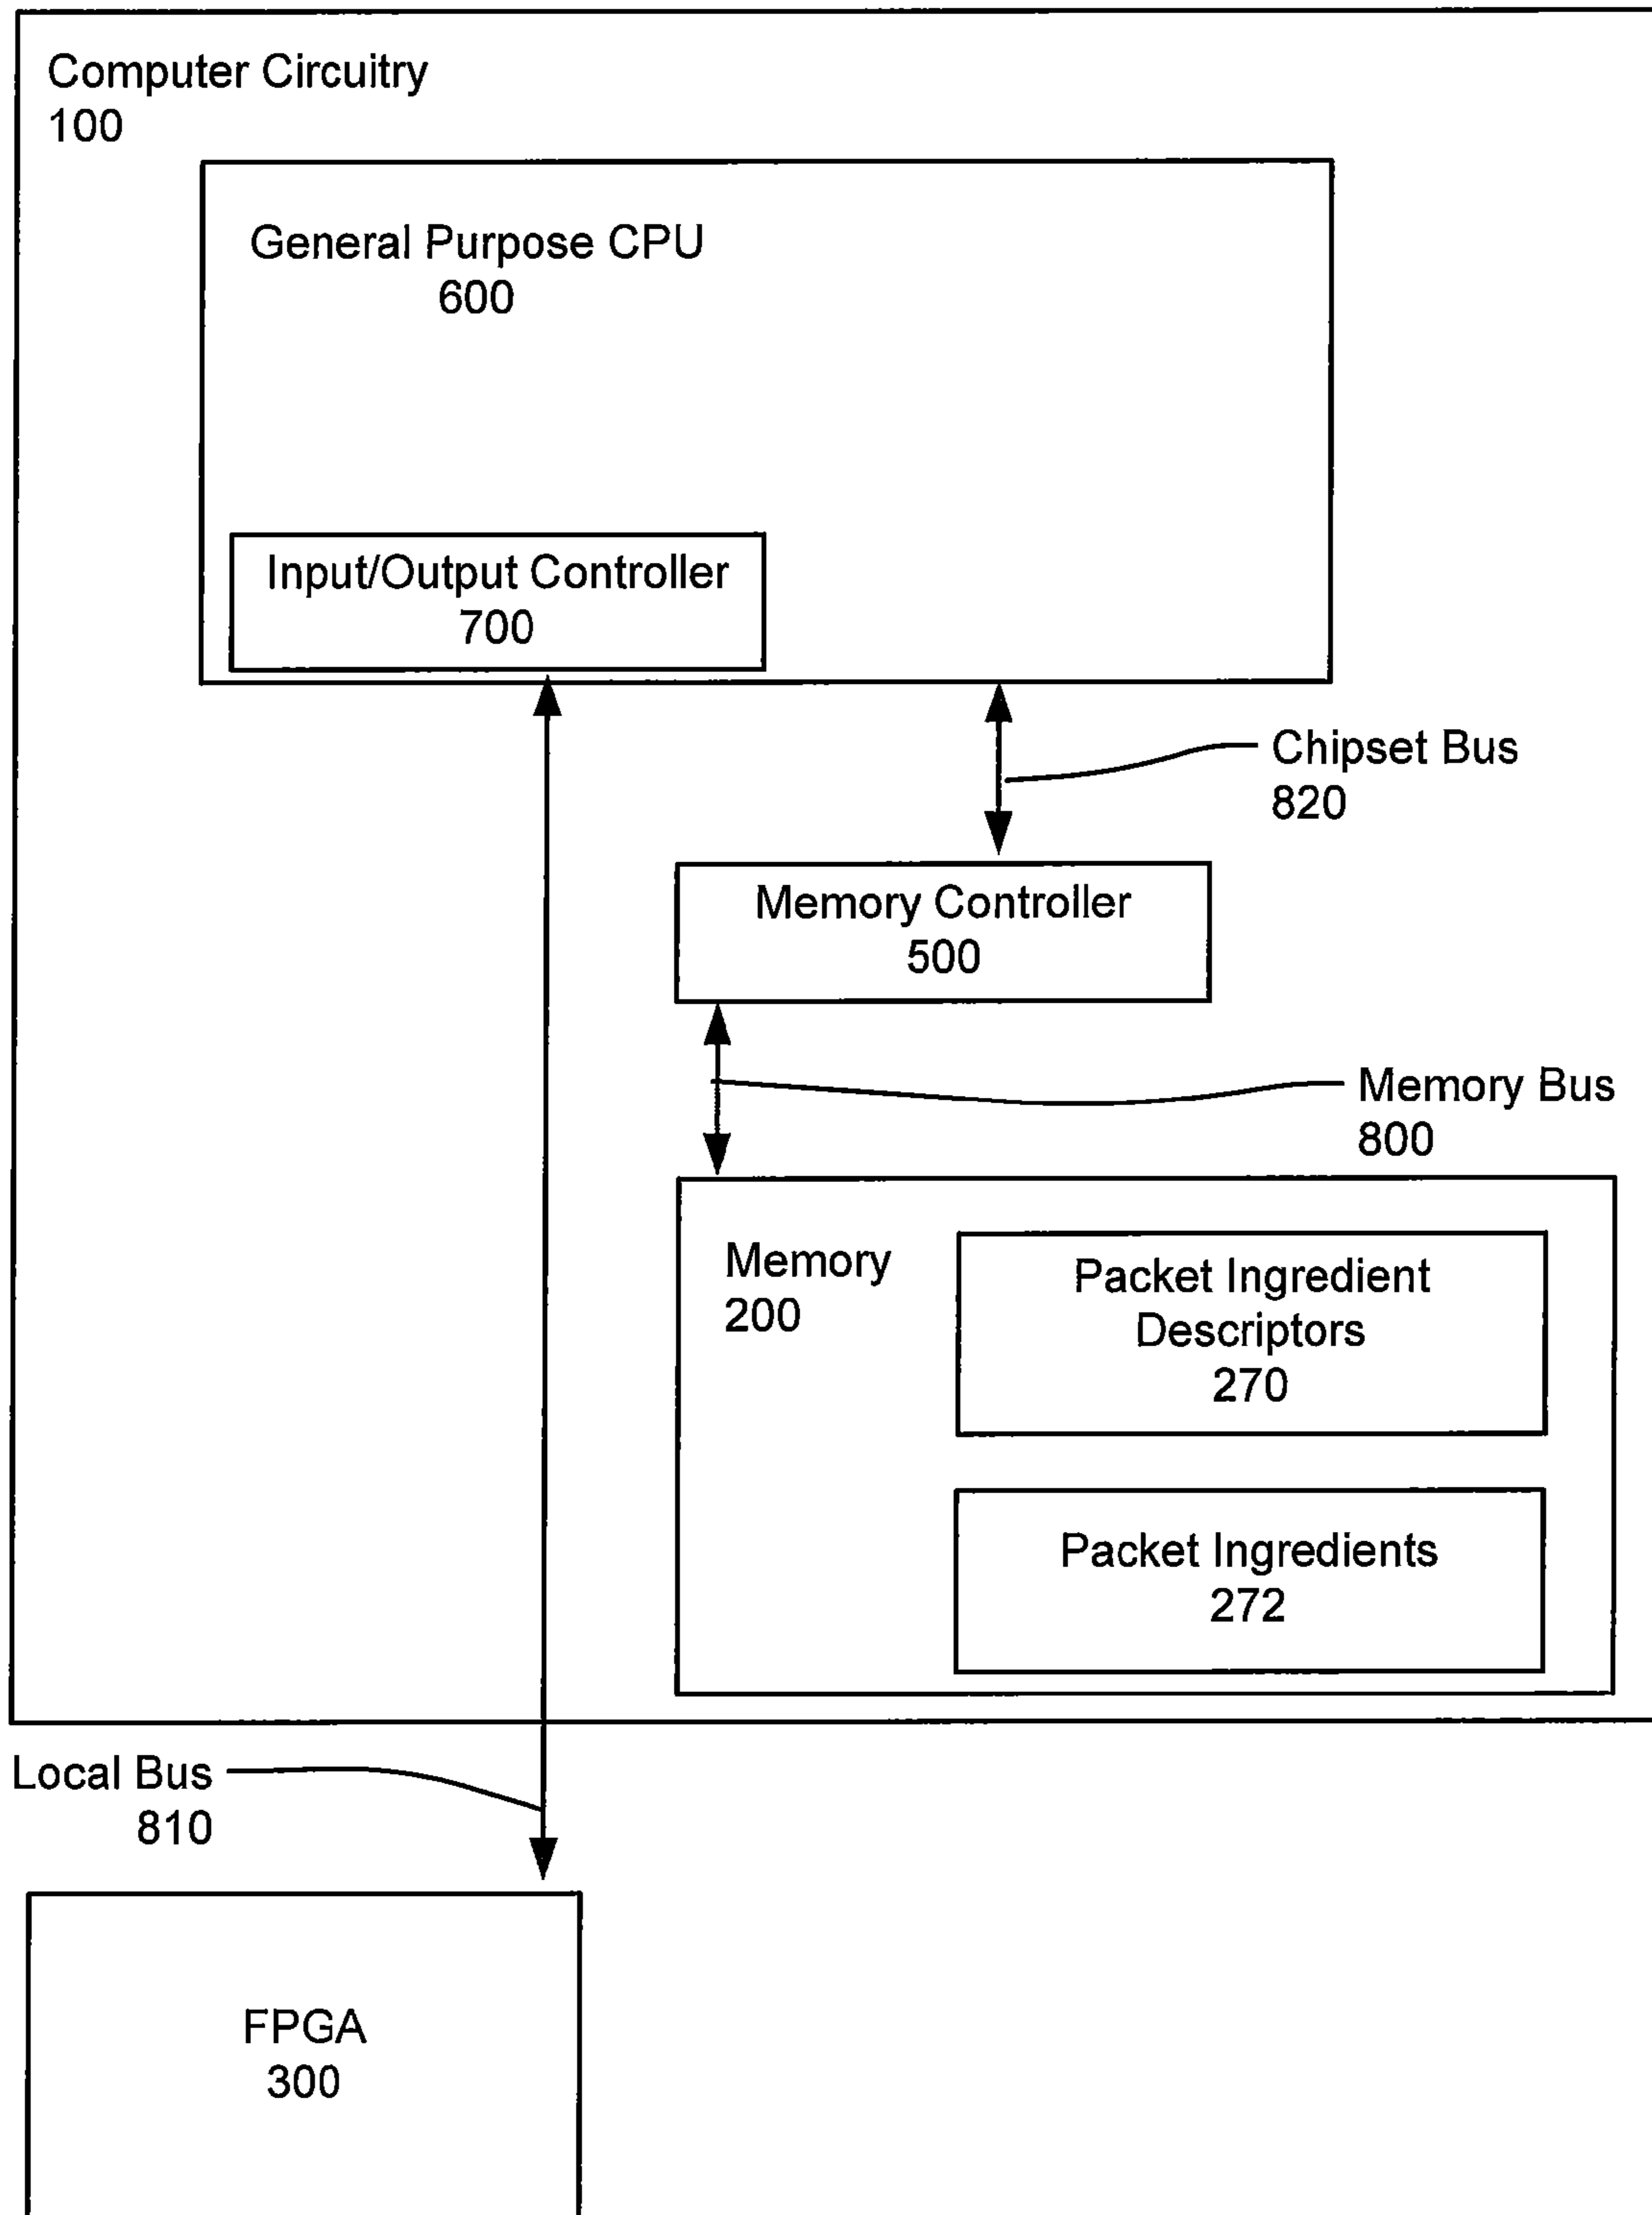 Computer Circuitry
100
General Purpose CPU
600
Input/Output Controller
700
Chipset Bus
820
Memory Controller
500
Memory Bus
800
Memory
200
Packet Ingredient
Descriptors
270
Packet Ingredients
272
Local Bus
810
FPGA
300